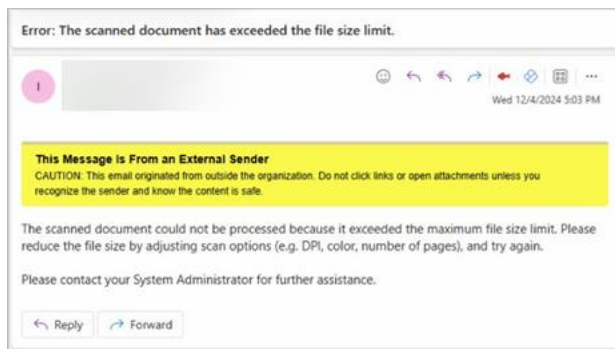 Error: The scanned document has exceeded the file size limit.
I
Wed 12/4/2024 5:03 PM
This Message Is From an External Sender
CAUTION: This email originated from outside the organization. Do not click links or open attachments unless you
recognize the sender and know the content is safe.
The scanned document could not be processed because it exceeded the maximum file size limit. Please
reduce the file size by adjusting scan options (e.g. DPI, color, number of pages), and try again.
Please contact your System Administrator for further assistance.
Reply Forward